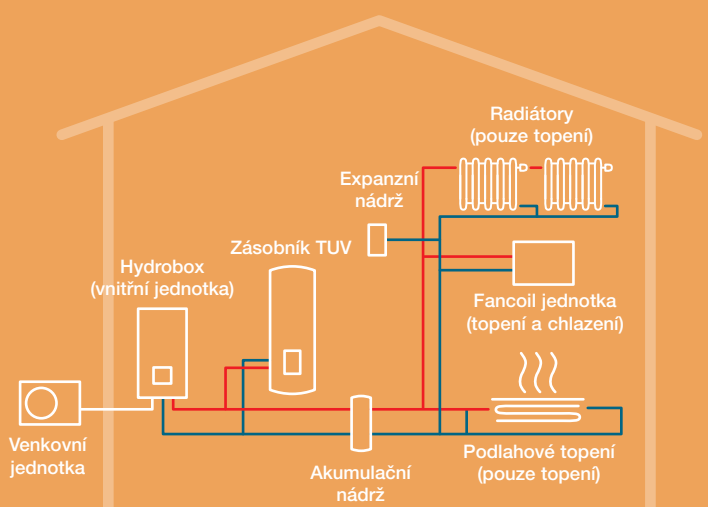 Radiátory
(pouze topení)
Expanzní
nádrž
Zásobník TUV
Hydrobox
(vnitřní jednotka)
Fancoil jednotka
(topení a chlazení)
Venkovní
jednotka
Podlahové topení
(pouze topení)
Akumulační
nádrž